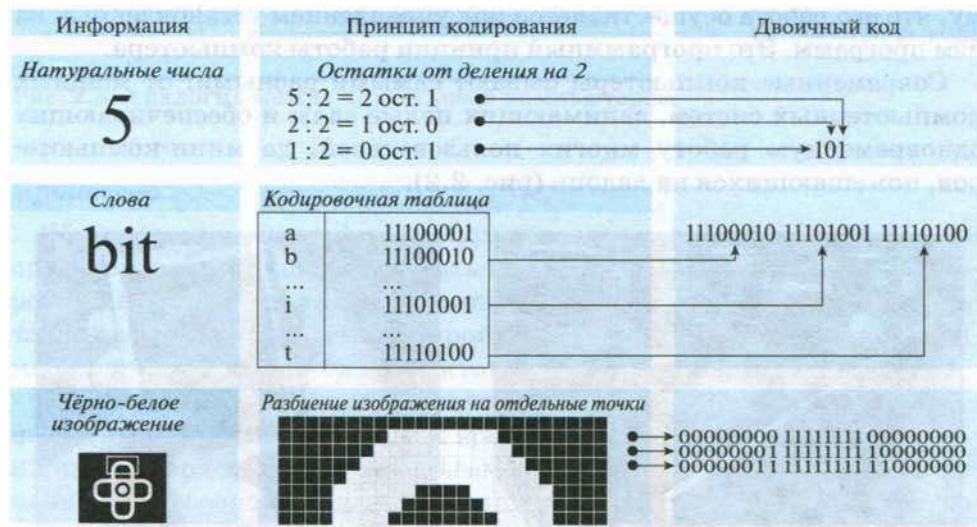 Информация
Принцип кодирования
Двоичный код
Натуральные числа
5
Остатки от деления на 2
5 : 2 = 2 ост. 1
2 : 2 = 1 ост. 0
1 : 2 = 0 ост. 1
101
Слова
bit
Кодировочная таблица
a 11100001
b 11100010
... ...
i 11101001
... ...
t 11110100
11100010 11101001 11110100
Чёрно-белое
изображение
Разбиение изображения на отдельные точки
00000000 11111111 00000000
00000001 11111111 10000000
00000011 11111111 11000000